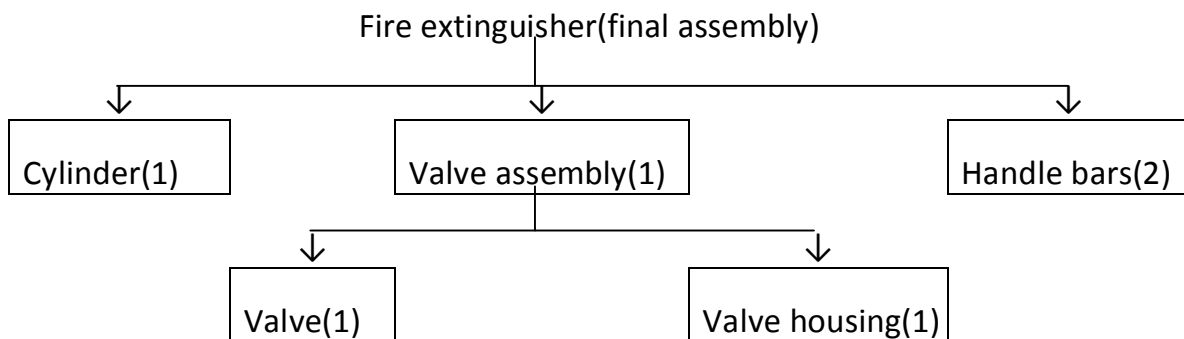 Fire extinguisher(final assembly)
Cylinder(1)
Valve assembly(1)
Handle bars(2)
Valve(1)
Valve housing(1)